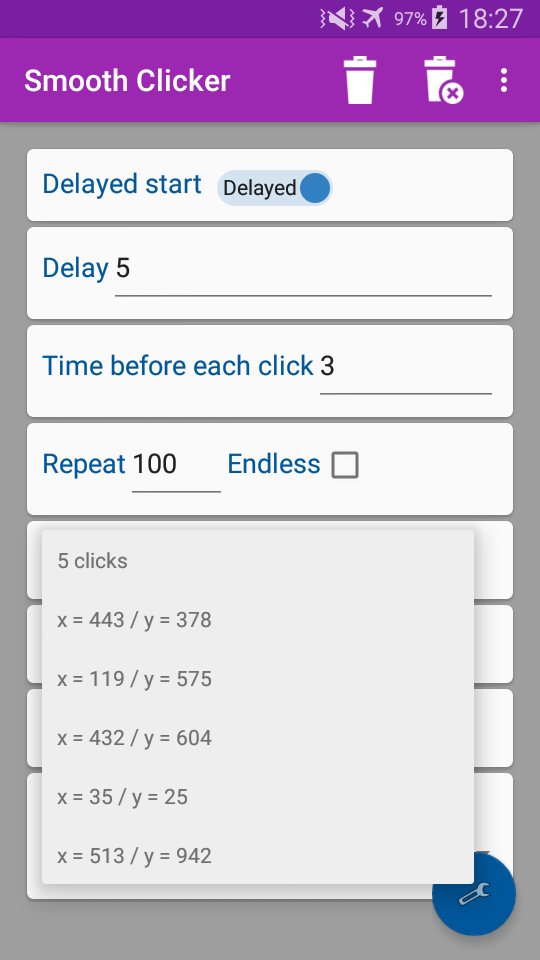 97% 18:27
Smooth Clicker
Delayed start Delayed
Delay 5
Time before each click 3
Repeat 100 Endless
5 clicks
x = 443 / y = 378
x = 119 / y = 575
x = 432 / y = 604
x = 35 / y = 25
x = 513 / y = 942